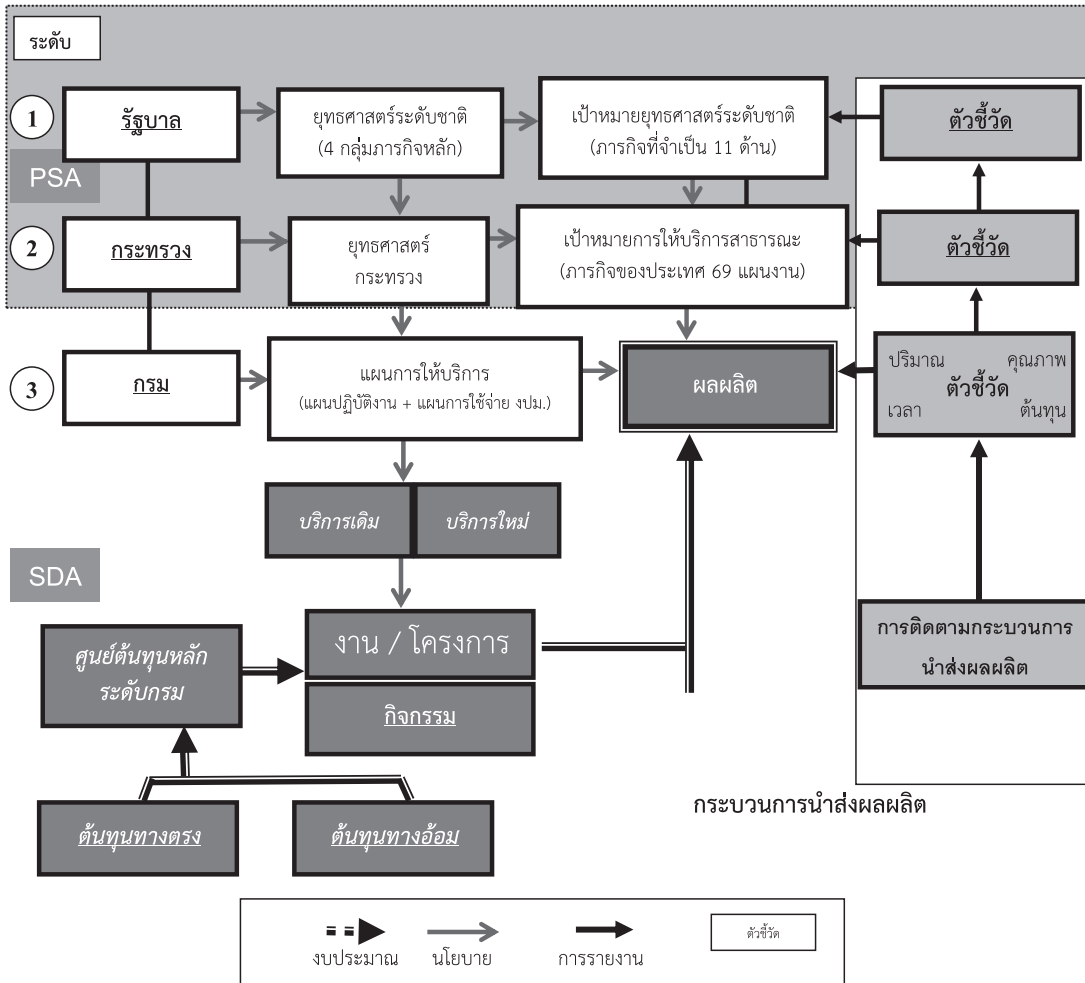 ระดับ
1
รัฐบาล
ยุทธศาสตร์ระดับชาติ
(4 กลุ่มภารกิจหลัก)
เป้าหมายยุทธศาสตร์ระดับชาติ
(ภารกิจที่จำเป็น 11 ด้าน)
ตัวชี้วัด
PSA
2
กระทรวง
ยุทธศาสตร์
กระทรวง
เป้าหมายการให้บริการสาธารณะ
(ภารกิจของประเทศ 69 แผนงาน)
ตัวชี้วัด
3
กรม
แผนการให้บริการ
(แผนปฏิบัติงาน + แผนการใช้จ่าย งปม.)
ผลผลิต
ปริมาณ คุณภาพ
ตัวชี้วัด
เวลา ต้นทุน
บริการเดิม
บริการใหม่
SDA
งาน / โครงการ
กิจกรรม
ศูนย์ต้นทุนหลัก
ระดับกรม
การติดตามกระบวนการ
นำส่งผลผลิต
ต้นทุนทางตรง
ต้นทุนทางอ้อม
กระบวนการนำส่งผลผลิต
งบประมาณ
นโยบาย
การรายงาน
ตัวชี้วัด